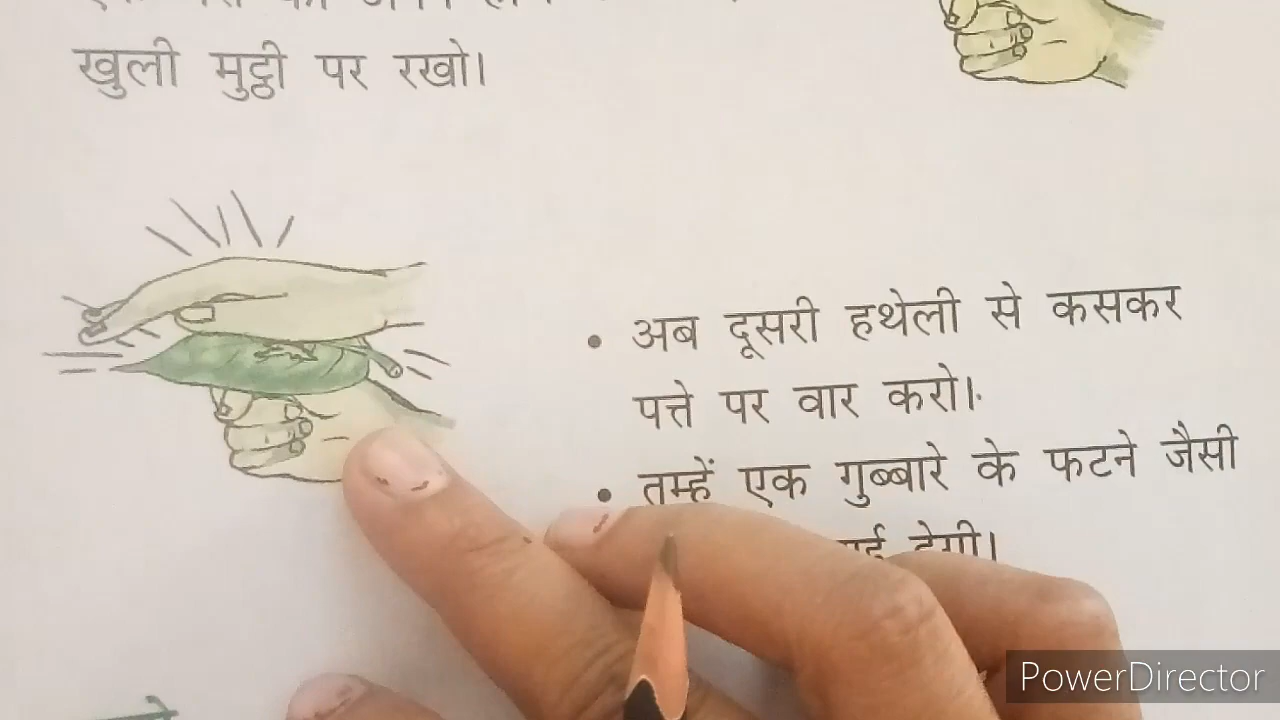 खुली मुट्ठी पर रखो।
• अब दूसरी हथेली से कसकर
पत्ते पर वार करो।
• तुम्हें एक गुब्बारे के फटने जैसी
देगी।
PowerDirector